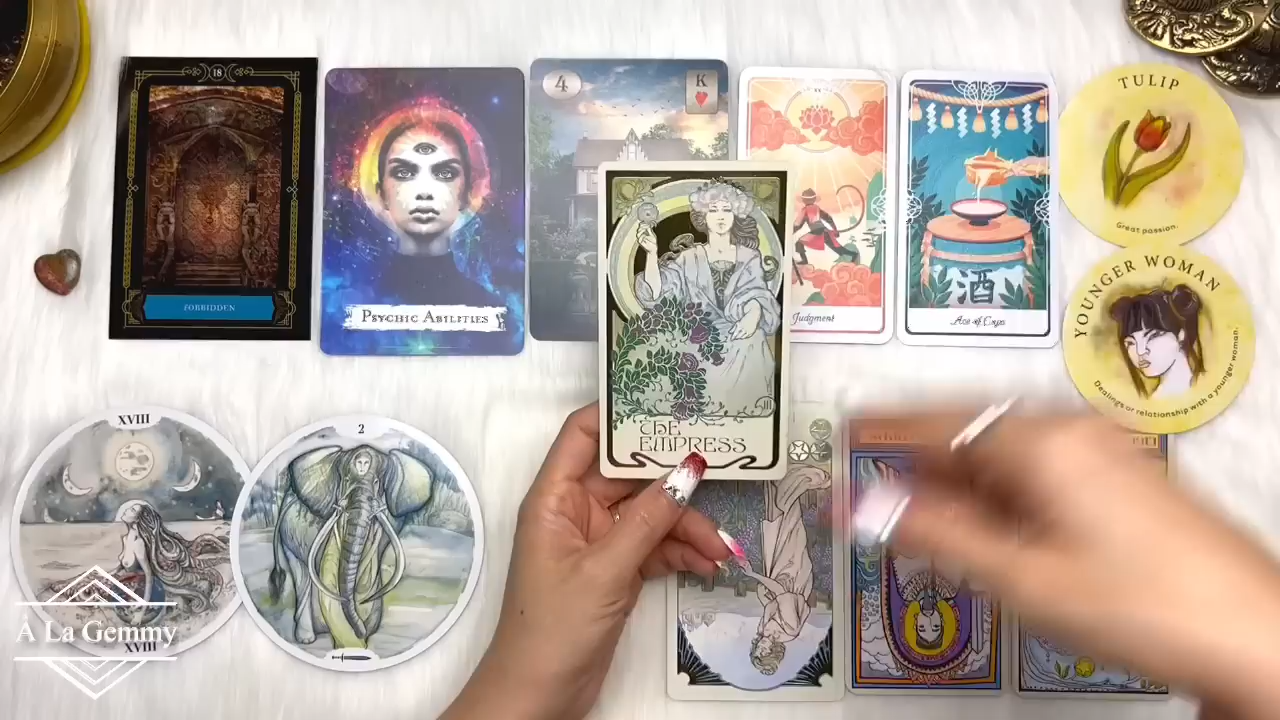 18
FORBIDDEN
PSYCHIC ABILITIES
4
K
Judgment
酒
Ace of Cups
TULIP
Great passion.
YOUNGER WOMAN
Dealings or relationship with a younger woman.
THE
EMPRESS
III
XVIII
XVIII
2
À LA GEMMY